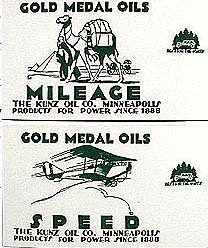 GOLD MEDAL OILS
MILEAGE
THE KUNZ OIL CO. MINNEAPOLIS
PRODUCTS FOR POWER SINCE 1888
GOLD MEDAL OILS
SPEED
THE KUNZ OIL CO. MINNEAPOLIS
PRODUCTS FOR POWER SINCE 1888